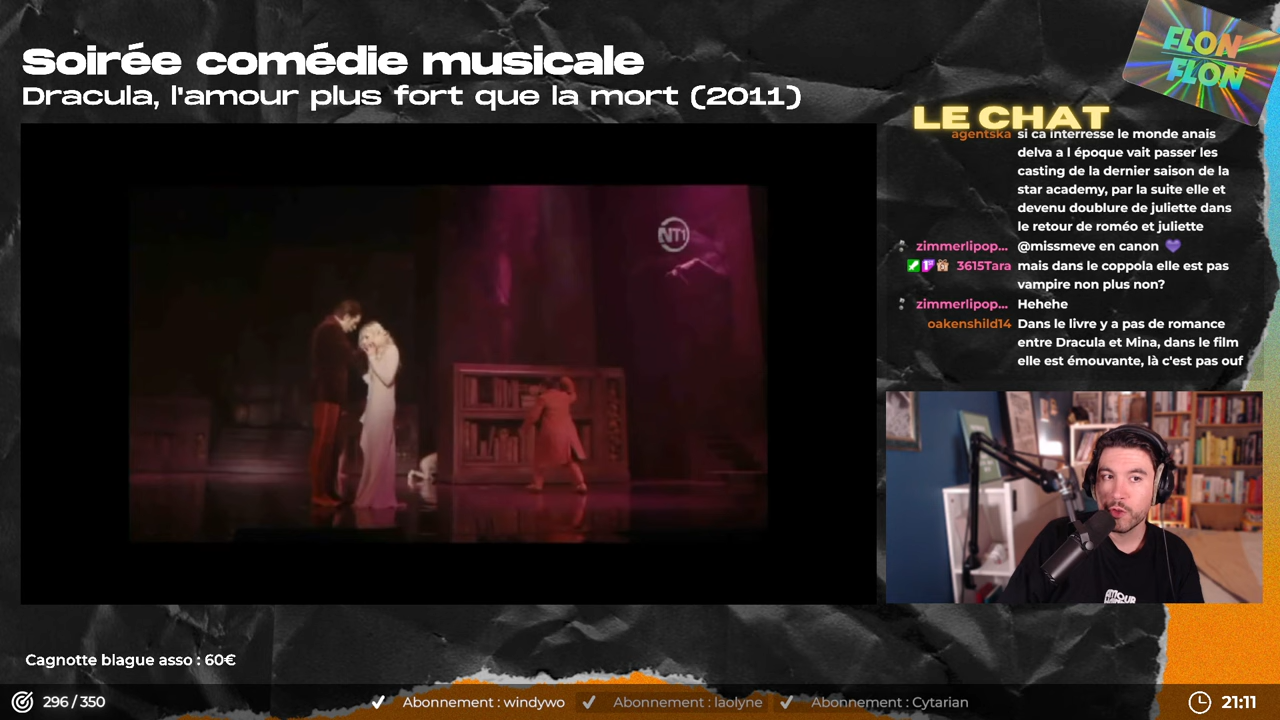 Soirée comédie musicale
Dracula, l'amour plus fort que la mort (2011)
FLON
FLON
NT1
LE CHAT
agentska si ca interresse le monde anais
delva a l époque vait passer les
casting de la dernier saison de la
star academy, par la suite elle et
devenu doublure de juliette dans
le retour de roméo et juliette
zimmerlipop... @missmeve en canon
3615Tara mais dans le coppola elle est pas
vampire non plus non?
zimmerlipop... Hehehe
oakenshild14 Dans le livre y a pas de romance
entre Dracula et Mina, dans le film
elle est émouvante, là c'est pas ouf
AMOUR
Cagnotte blague asso : 60€
296 / 350
Abonnement : windywo
Abonnement : laolyne
Abonnement : Cytarian
21:11